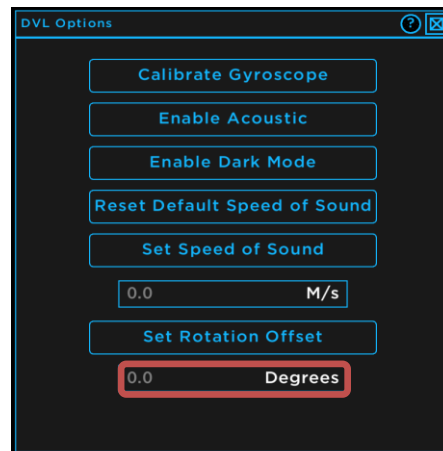 DVL Options ?
Calibrate Gyroscope
Enable Acoustic
Enable Dark Mode
Reset Default Speed of Sound
Set Speed of Sound
0.0 M/s
Set Rotation Offset
0.0 Degrees